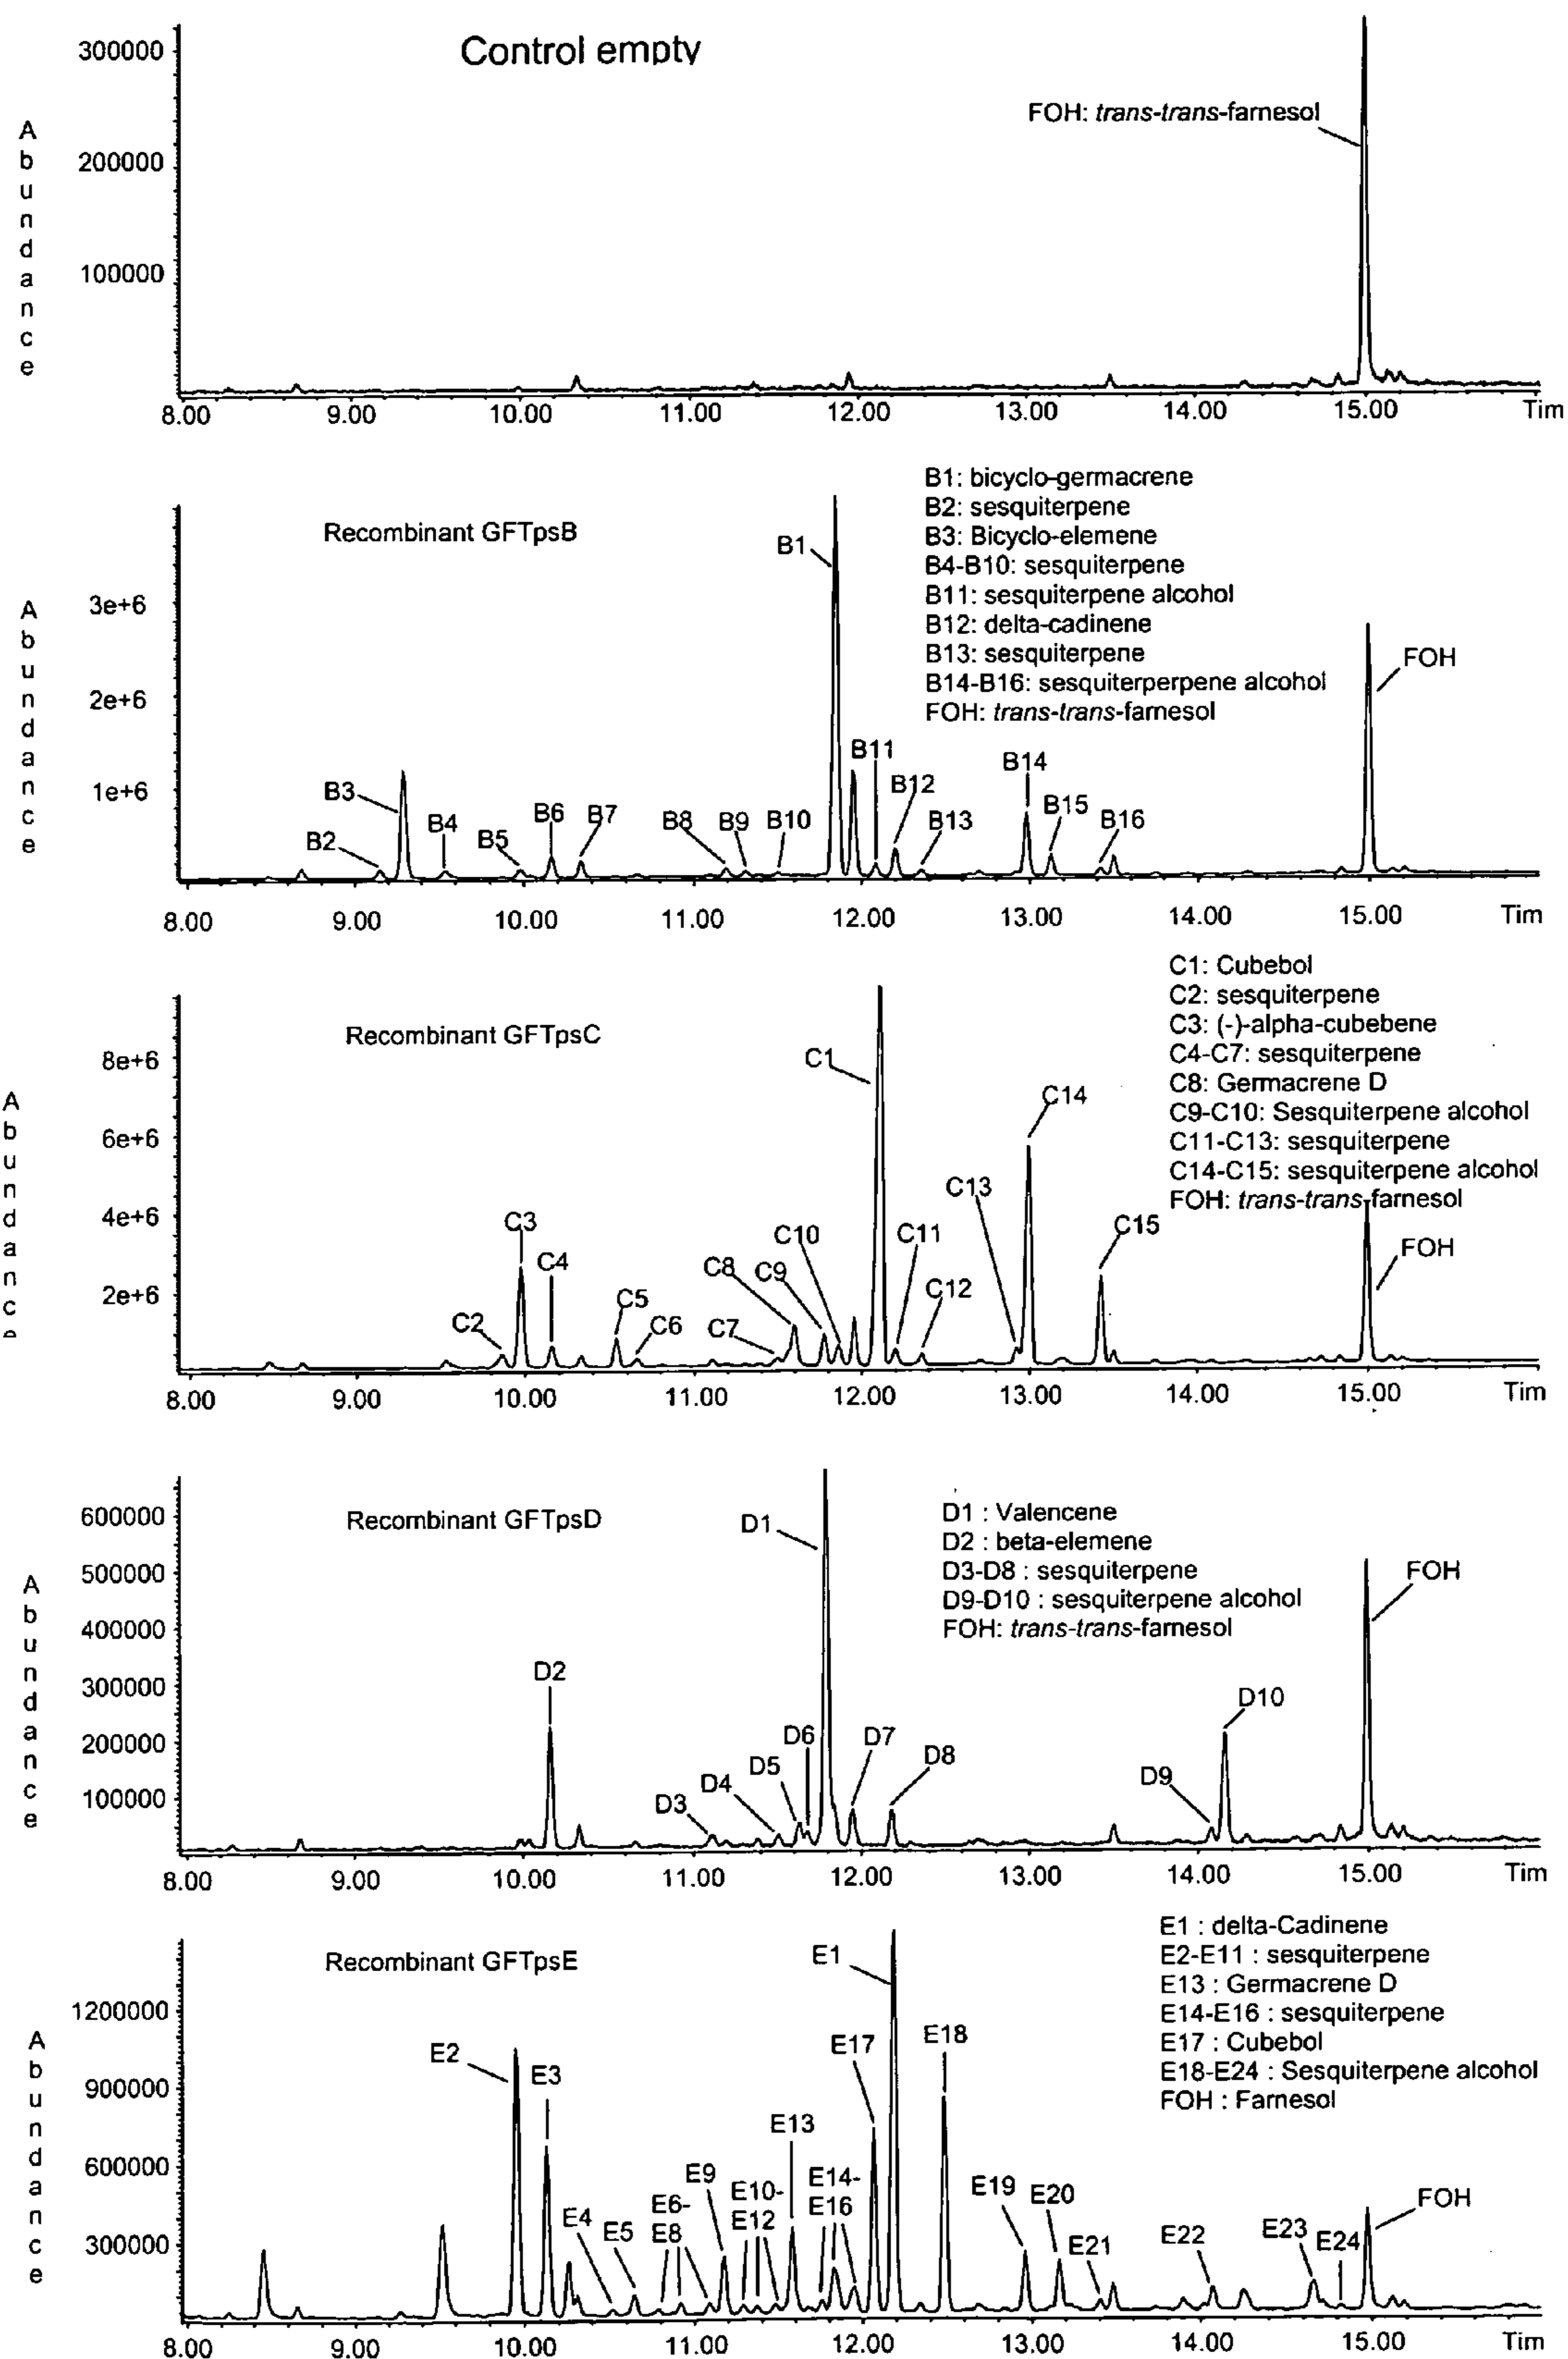 Control empty
FOH: trans-trans-farnesol
Abundance
300000
200000
100000
8.00 9.00 10.00 11.00 12.00 13.00 14.00 15.00 Tim
Recombinant GFTpsB
B1: bicyclo-germacrene
B2: sesquiterpene
B3: Bicyclo-elemene
B4-B10: sesquiterpene
B11: sesquiterpene alcohol
B12: delta-cadinene
B13: sesquiterpene
B14-B16: sesquiterperpene alcohol
FOH: trans-trans-farnesol
Abundance
3e+6
2e+6
1e+6
B1
FOH
B11
B14
B3
B12
B15
B2
B4
B5
B6
B7
B8
B9
B10
B13
B16
8.00 9.00 10.00 11.00 12.00 13.00 14.00 15.00 Tim
Recombinant GFTpsC
C1: Cubebol
C2: sesquiterpene
C3: (-)-alpha-cubebene
C4-C7: sesquiterpene
C8: Germacrene D
C9-C10: Sesquiterpene alcohol
C11-C13: sesquiterpene
C14-C15: sesquiterpene alcohol
FOH: trans-trans-farnesol
Abundance
8e+6
6e+6
4e+6
2e+6
C1
C14
C13
C3
C10
C11
C15
C4
C8
C9
FOH
C5
C12
C2
C6
C7
8.00 9.00 10.00 11.00 12.00 13.00 14.00 15.00 Tim
Recombinant GFTpsD
D1 : Valencene
D2 : beta-elemene
D3-D8 : sesquiterpene
D9-D10 : sesquiterpene alcohol
FOH: trans-trans-farnesol
Abundance
600000
500000
400000
300000
200000
100000
D1
FOH
D2
D10
D6
D7
D5
D8
D4
D9
D3
8.00 9.00 10.00 11.00 12.00 13.00 14.00 15.00 Tim
Recombinant GFTpsE
E1 : delta-Cadinene
E2-E11 : sesquiterpene
E13 : Germacrene D
E14-E16 : sesquiterpene
E17 : Cubebol
E18-E24 : Sesquiterpene alcohol
FOH : Farnesol
Abundance
1200000
900000
600000
300000
E1
E17
E18
E2
E3
E13
E9
E10-
E12
E14-
E16
E19
E20
FOH
E4
E5
E6-
E8
E21
E22
E23
E24
8.00 9.00 10.00 11.00 12.00 13.00 14.00 15.00 Tim